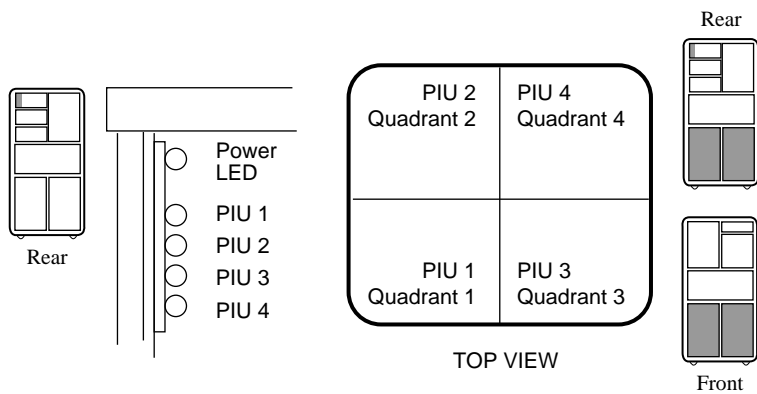 Rear
Power
LED
PIU 1
PIU 2
PIU 3
PIU 4
Rear
PIU 2
Quadrant 2
PIU 4
Quadrant 4
PIU 1
Quadrant 1
PIU 3
Quadrant 3
TOP VIEW
Front